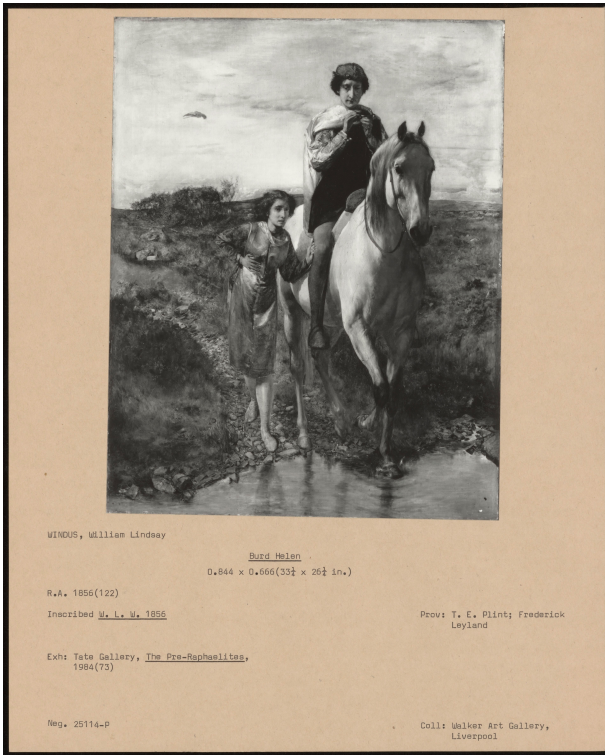 WINDUS, William Lindsay
Burd Helen
0.844 x 0.666(33¼ x 26¼ in.)
R.A. 1856(122)
Inscribed W. L. W. 1856
Prov: T. E. Plint; Frederick
Leyland
Exh: Tate Gallery, The Pre-Raphaelites,
1984(73)
Neg. 25114-P
Coll: Walker Art Gallery,
Liverpool